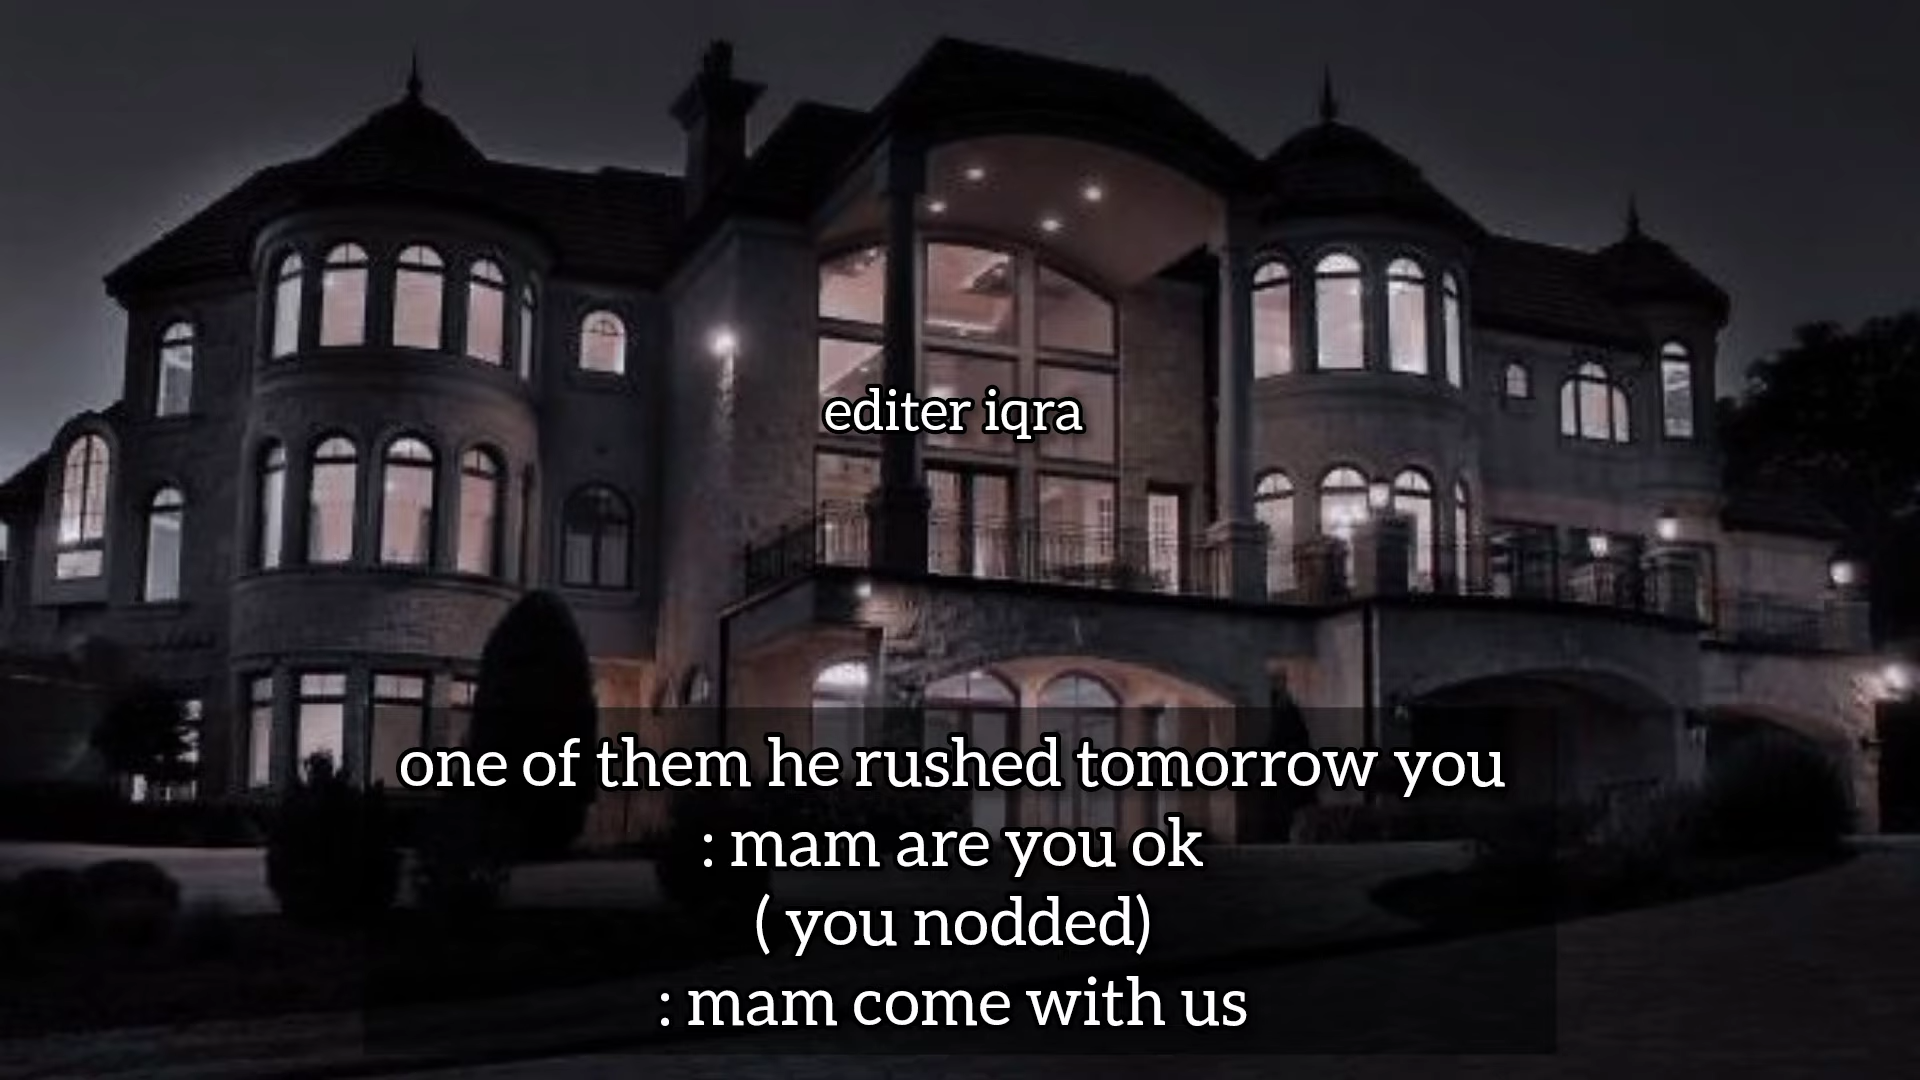 editer iqra
one of them he rushed tomorrow you
: mam are you ok
( you nodded)
: mam come with us